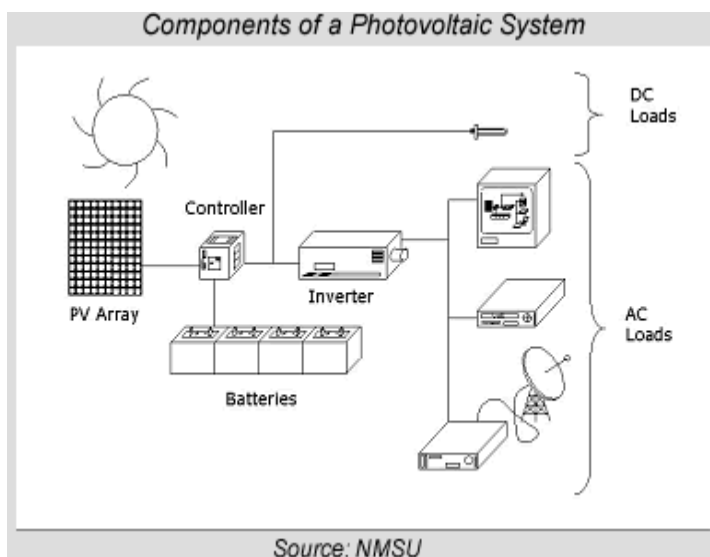 Components of a Photovoltaic System
DC
Loads
Controller
PV Array
Inverter
Batteries
AC
Loads
Source: NMSU